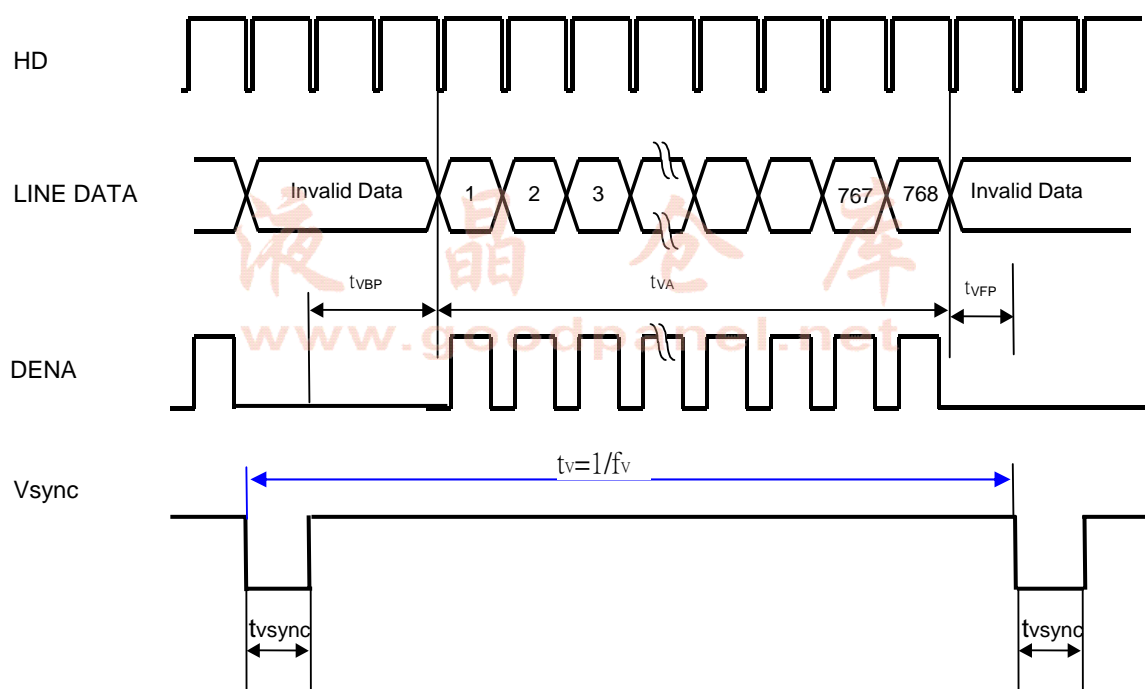 HD
LINE DATA
Invalid Data
1
2
3
767
768
Invalid Data
液晶仓库
www.goodpanel.net
tVBP
tVA
tVFP
DENA
tv=1/fv
Vsync
tvsync
tvsync